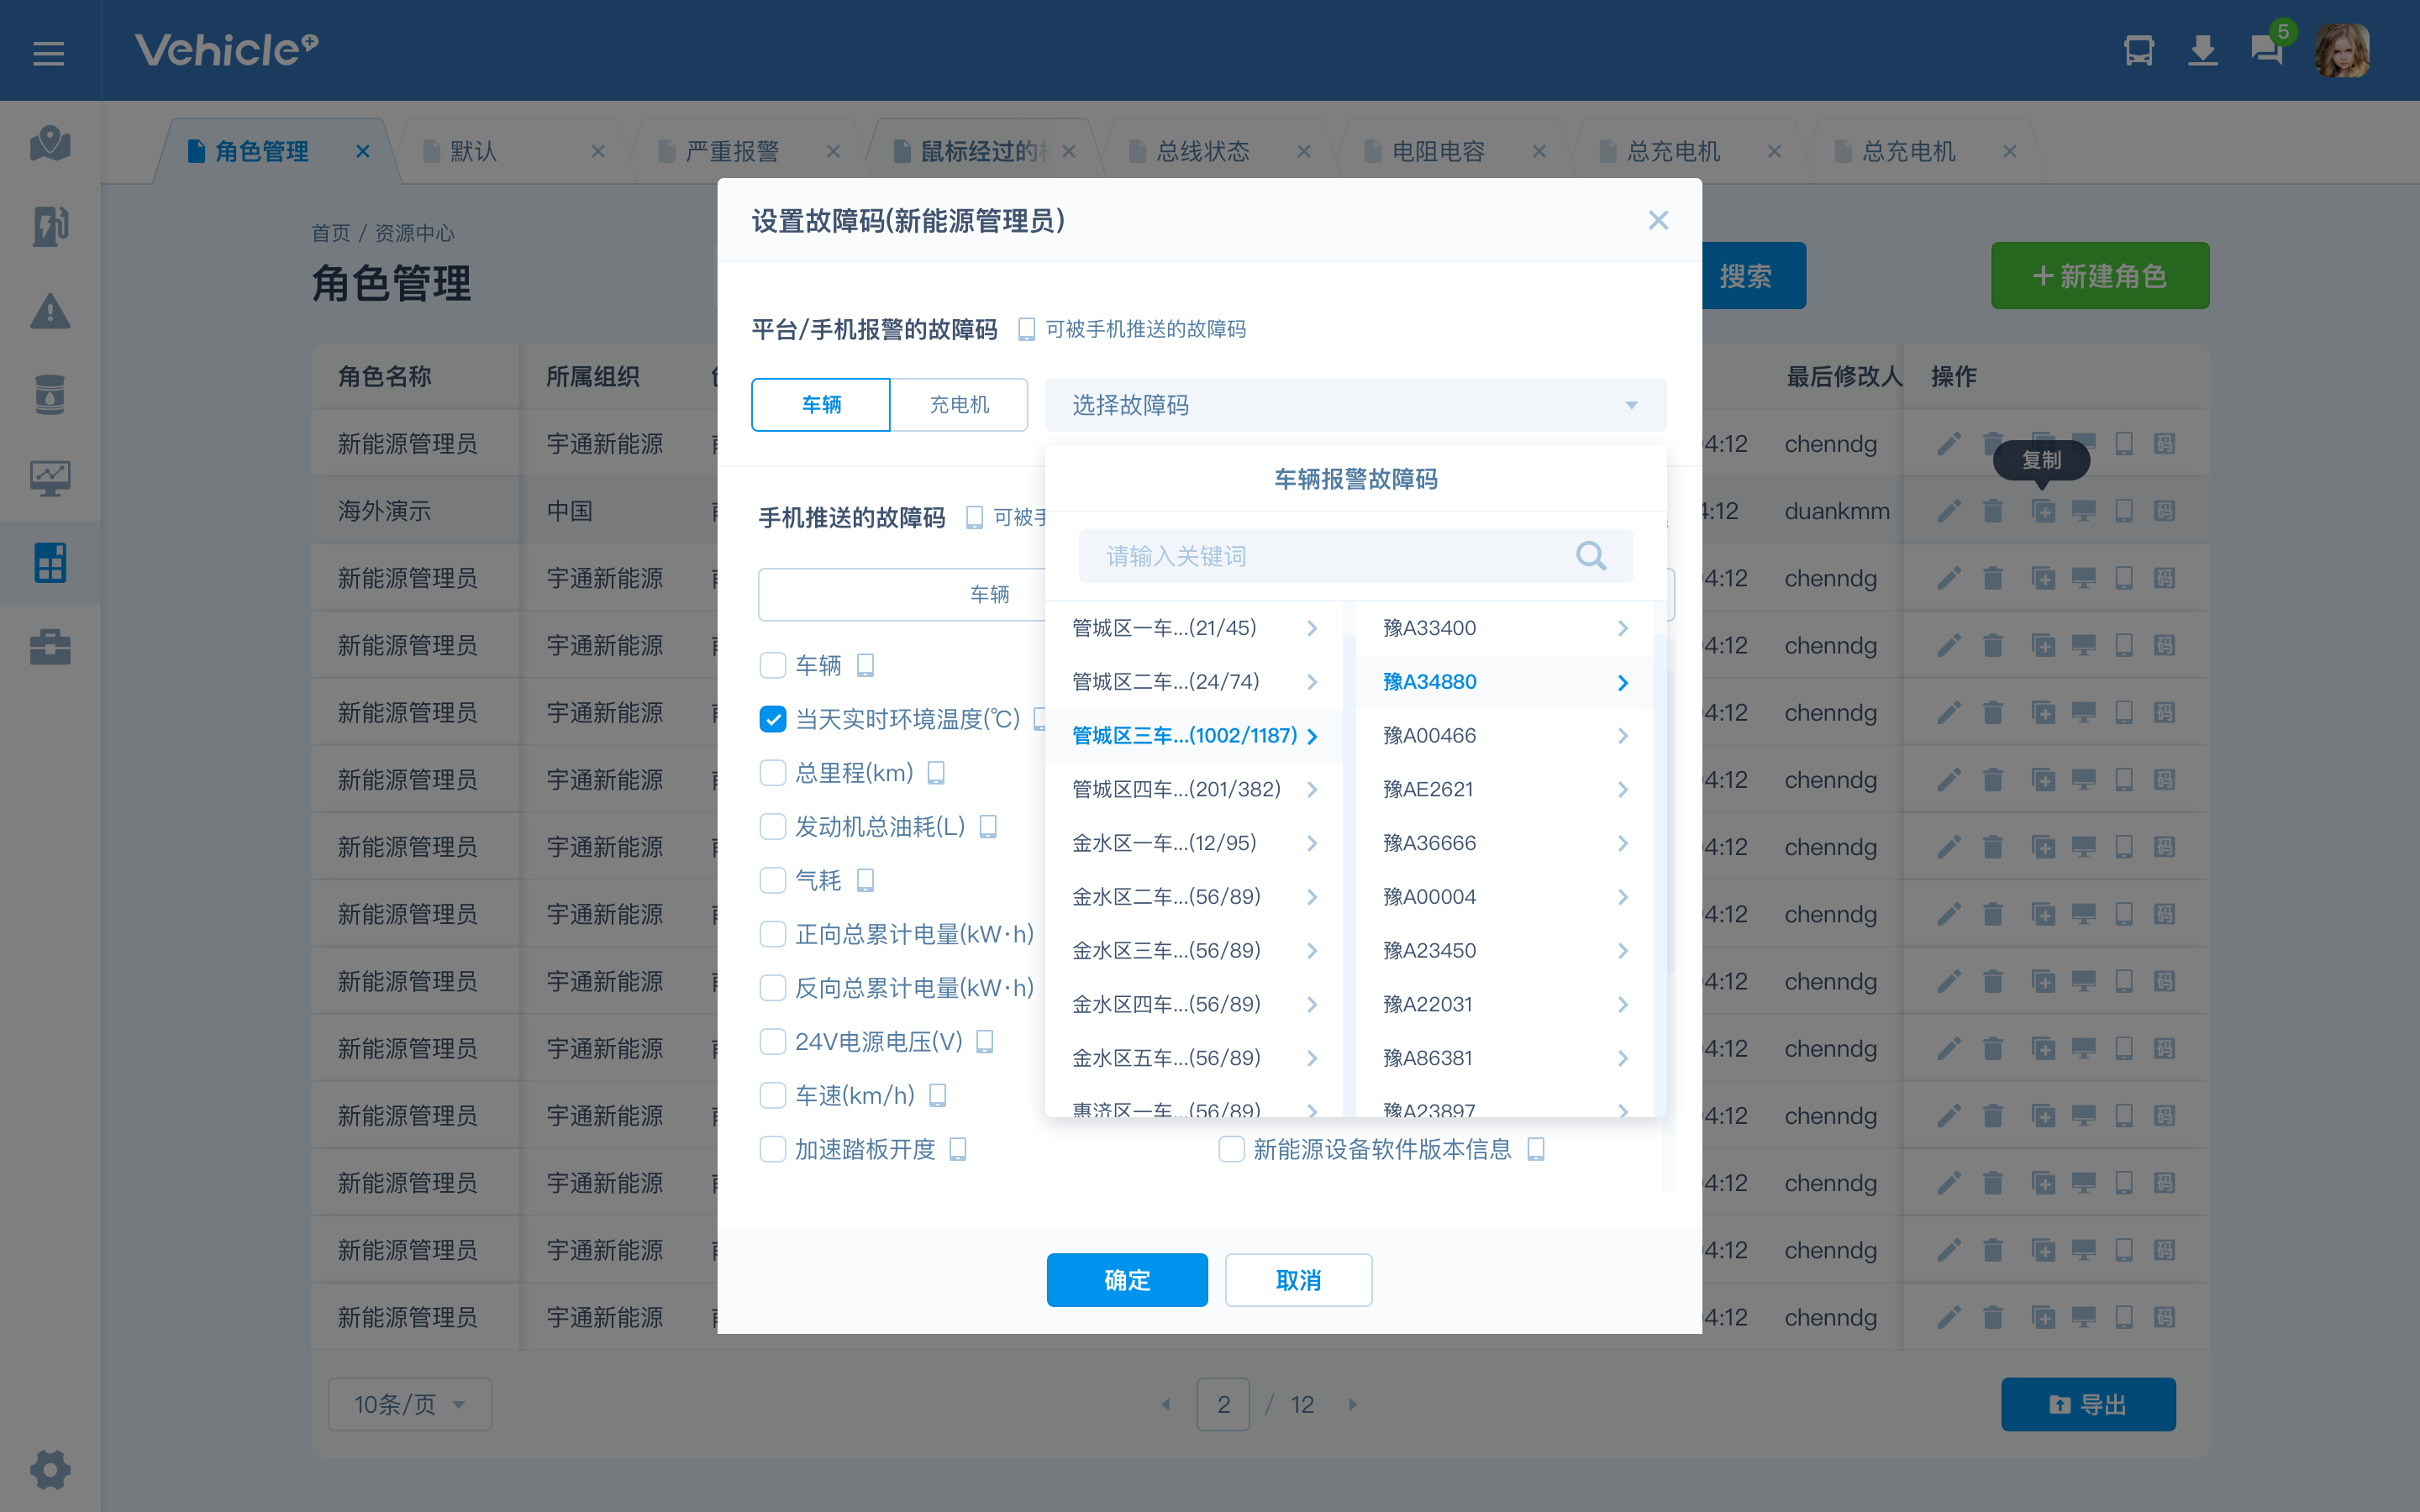 Vehicle+
5
角色管理
默认
严重报警
鼠标经过的
总线状态
电阻电容
总充电机
总充电机
首页 / 资源中心
角色管理
搜索
+新建角色
角色名称 所属组织 最后修改人 操作
新能源管理员 宇通新能源 4:12 chenndg 码
复制
海外演示 中国 4:12 duankmm 码
新能源管理员 宇通新能源 04:12 chenndg 码
新能源管理员 宇通新能源 04:12 chenndg 码
新能源管理员 宇通新能源 04:12 chenndg 码
新能源管理员 宇通新能源 04:12 chenndg 码
新能源管理员 宇通新能源 04:12 chenndg 码
新能源管理员 宇通新能源 04:12 chenndg 码
新能源管理员 宇通新能源 04:12 chenndg 码
新能源管理员 宇通新能源 04:12 chenndg 码
新能源管理员 宇通新能源 04:12 chenndg 码
新能源管理员 宇通新能源 04:12 chenndg 码
新能源管理员 宇通新能源 04:12 chenndg 码
新能源管理员 宇通新能源 04:12 chenndg 码
10条/页
2 / 12
导出
设置故障码(新能源管理员)
平台/手机报警的故障码 可被手机推送的故障码
车辆 充电机 选择故障码
手机推送的故障码 可被手
车辆
车辆
当天实时环境温度(℃)
总里程(km)
发动机总油耗(L)
气耗
正向总累计电量(kW·h)
反向总累计电量(kW·h)
24V电源电压(V)
车速(km/h)
加速踏板开度
新能源设备软件版本信息
车辆报警故障码
请输入关键词
管城区一车...(21/45)
管城区二车...(24/74)
管城区三车...(1002/1187)
管城区四车...(201/382)
金水区一车...(12/95)
金水区二车...(56/89)
金水区三车...(56/89)
金水区四车...(56/89)
金水区五车...(56/89)
惠济区一车...(56/89)
豫A33400
豫A34880
豫A00466
豫AE2621
豫A36666
豫A00004
豫A23450
豫A22031
豫A86381
豫A23897
确定
取消